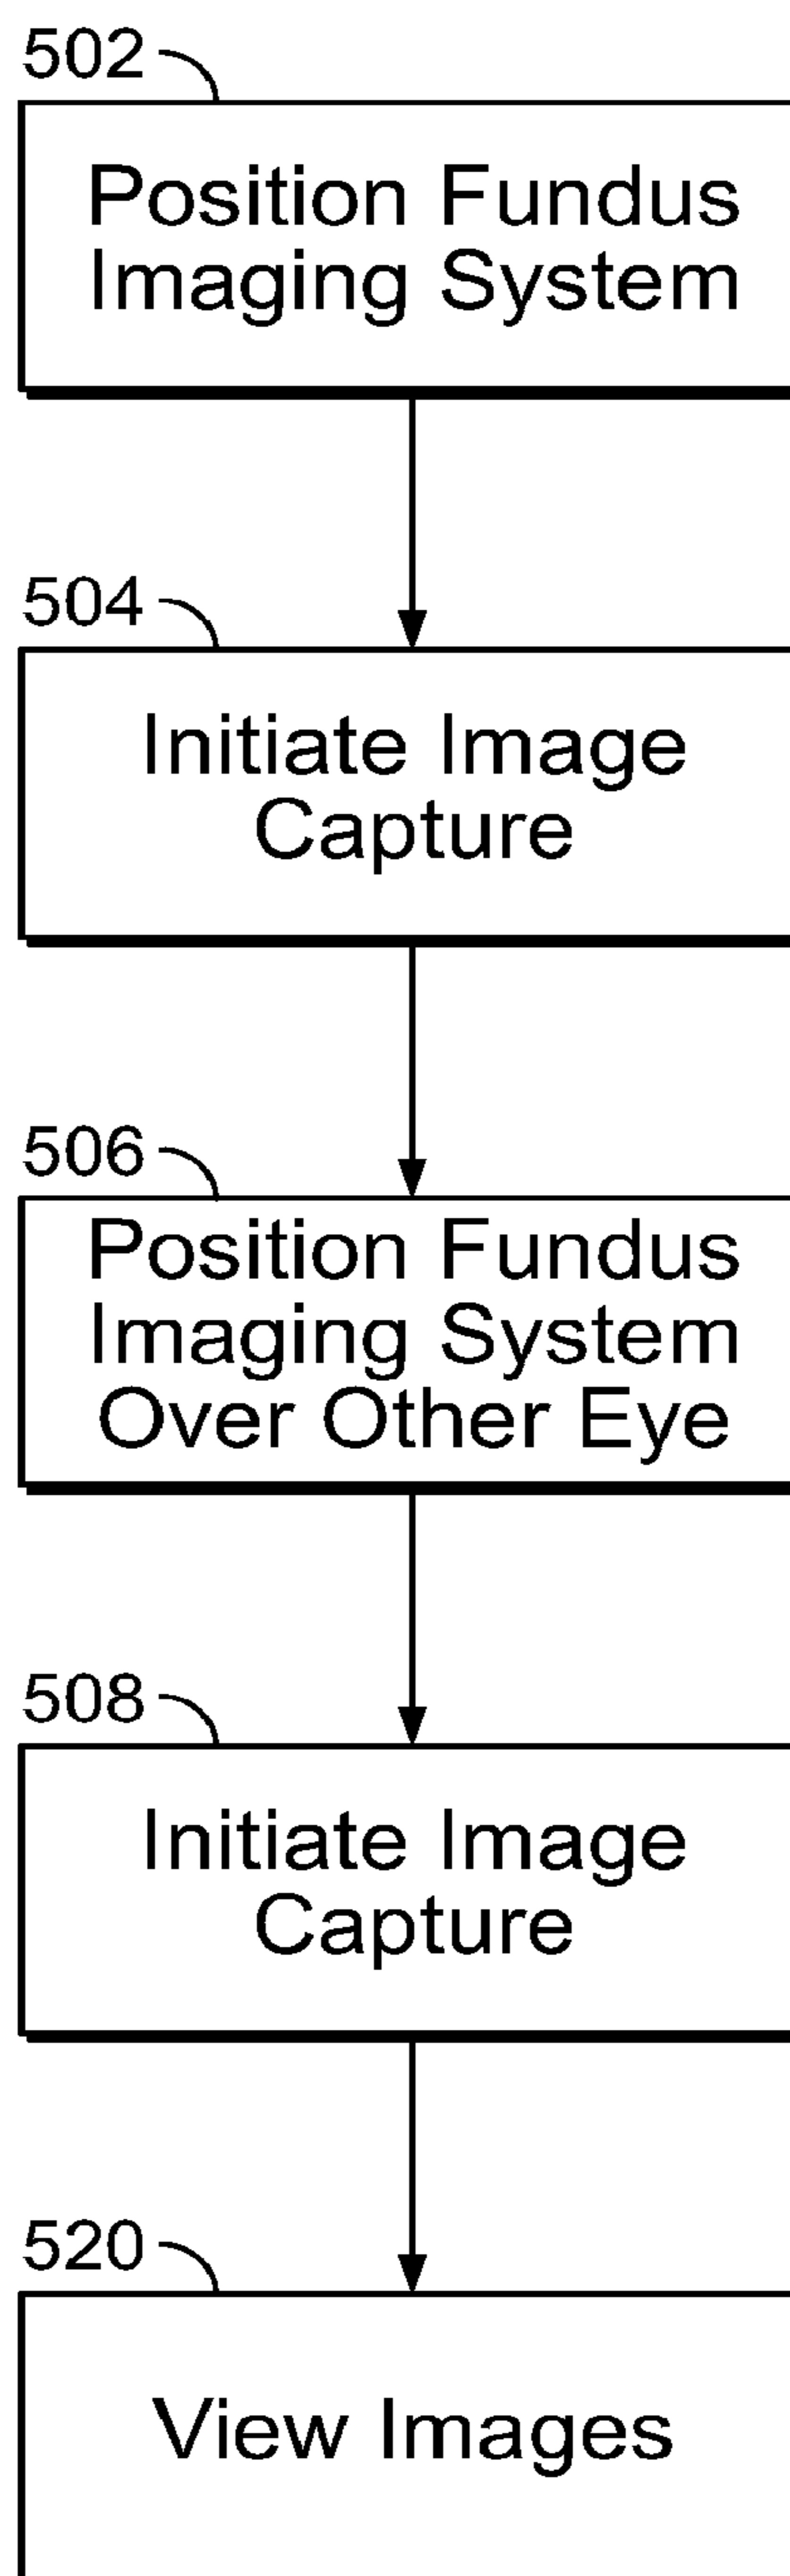 502
Position Fundus
Imaging System
504
Initiate Image
Capture
506
Position Fundus
Imaging System
Over Other Eye
508
Initiate Image
Capture
520
View Images